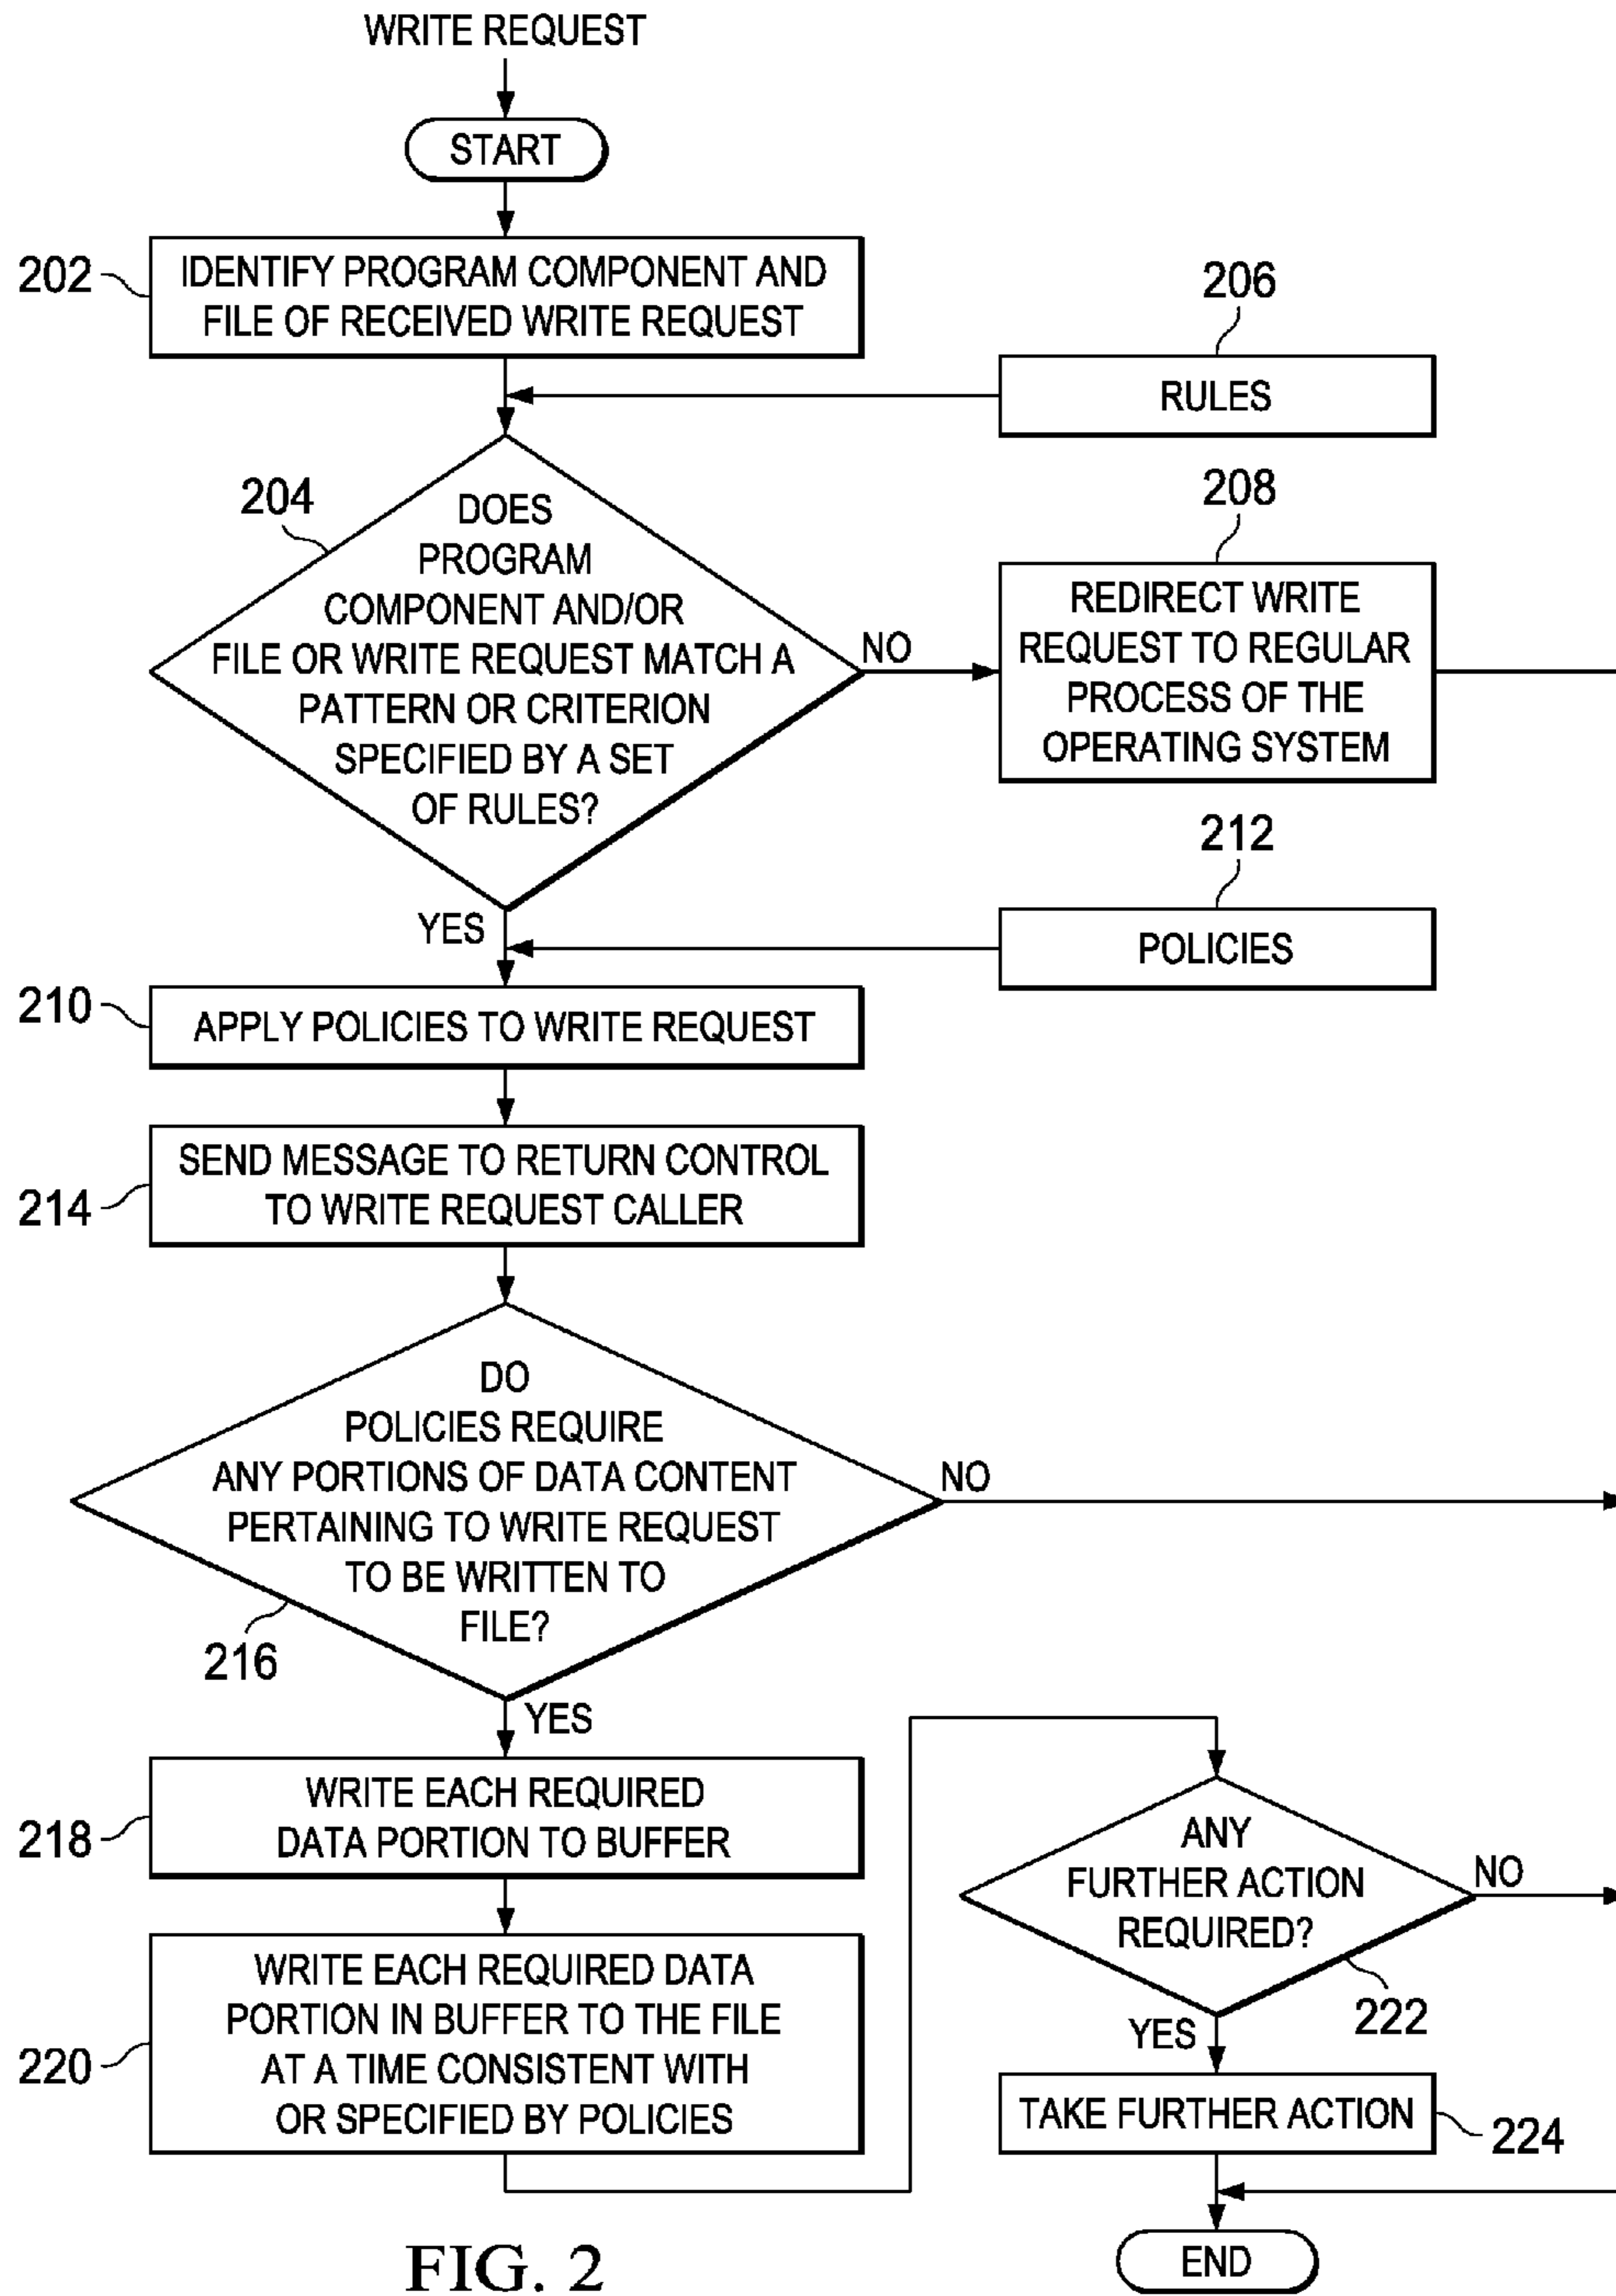 WRITE REQUEST
START
202
IDENTIFY PROGRAM COMPONENT AND
FILE OF RECEIVED WRITE REQUEST
206
RULES
204
DOES
PROGRAM
COMPONENT AND/OR
FILE OR WRITE REQUEST MATCH A
PATTERN OR CRITERION
SPECIFIED BY A SET
OF RULES?
NO
208
REDIRECT WRITE
REQUEST TO REGULAR
PROCESS OF THE
OPERATING SYSTEM
YES
212
POLICIES
210
APPLY POLICIES TO WRITE REQUEST
214
SEND MESSAGE TO RETURN CONTROL
TO WRITE REQUEST CALLER
DO
POLICIES REQUIRE
ANY PORTIONS OF DATA CONTENT
PERTAINING TO WRITE REQUEST
TO BE WRITTEN TO
FILE?
NO
216
YES
218
WRITE EACH REQUIRED
DATA PORTION TO BUFFER
220
WRITE EACH REQUIRED DATA
PORTION IN BUFFER TO THE FILE
AT A TIME CONSISTENT WITH
OR SPECIFIED BY POLICIES
ANY
FURTHER ACTION
REQUIRED?
NO
222
YES
TAKE FURTHER ACTION
224
END
FIG. 2